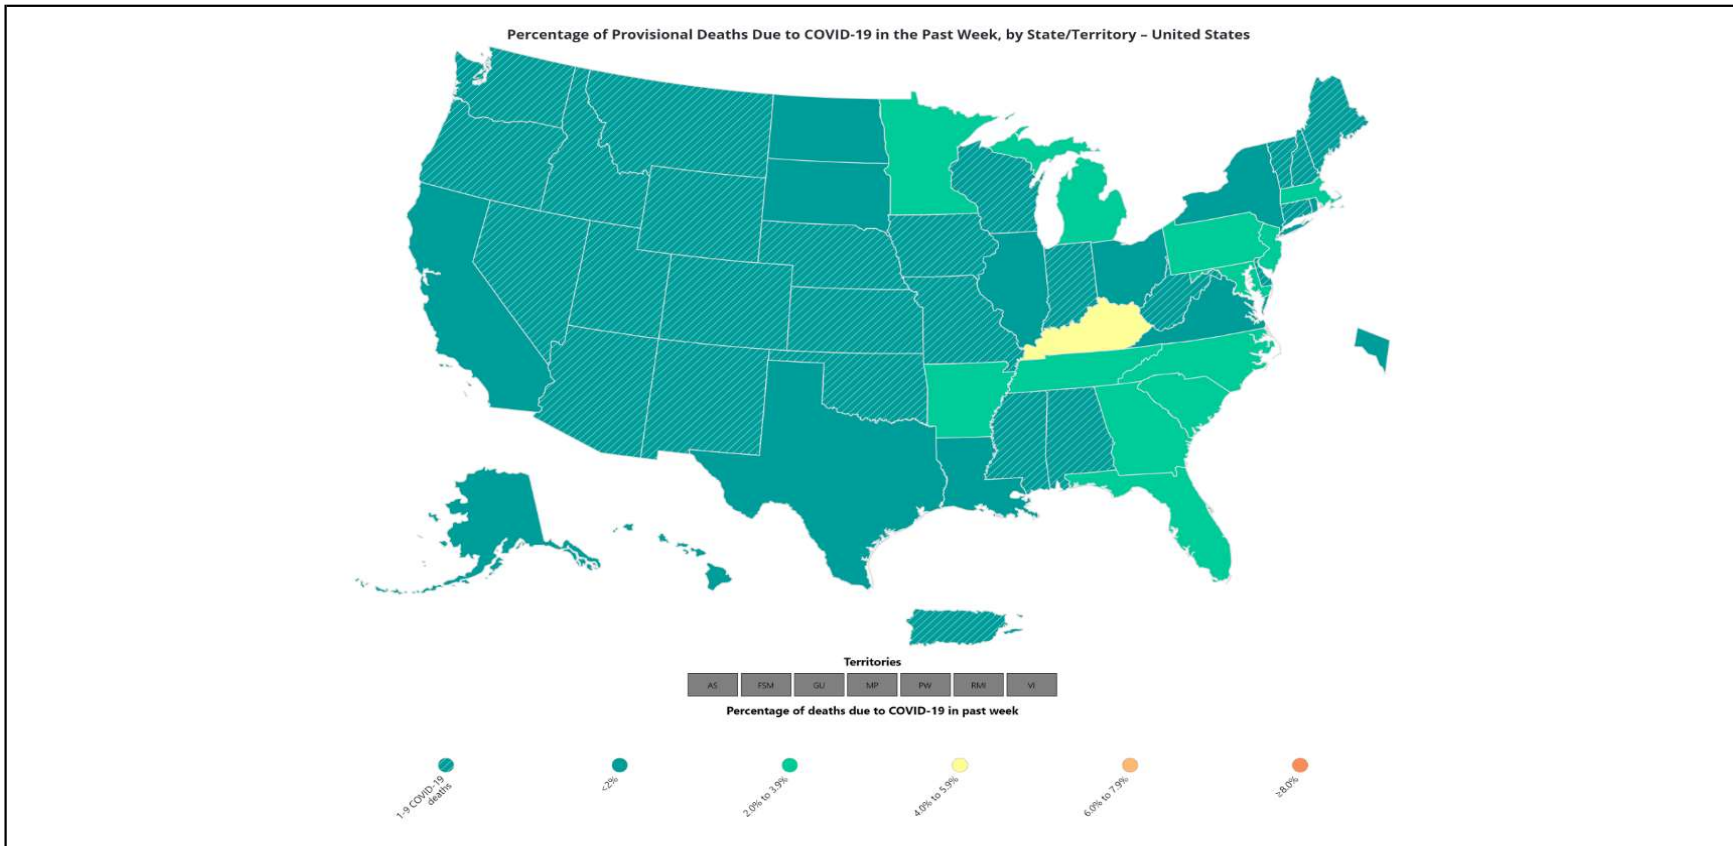 Percentage of Provisional Deaths Due to COVID-19 in the Past Week, by State/Territory – United States
Territories
AS FSM GU MP PW RMI VI
Percentage of deaths due to COVID-19 in past week
1-9 COVID-19
deaths
<2%
2.0% to 3.9%
4.0% to 5.9%
6.0% to 7.9%
≥8.0%